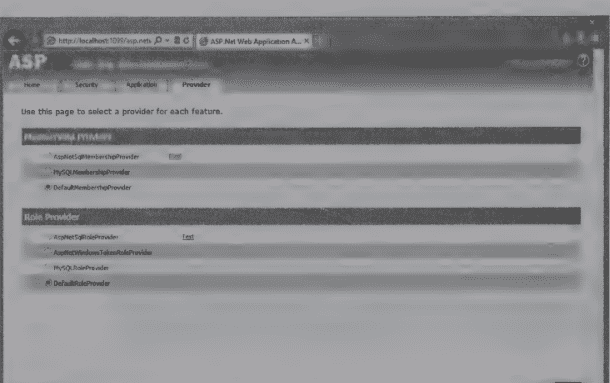 http://localhost:1099/asp.netw
ASP.Net Web Application A... X
ASP
Home Security Application Provider
Use this page to select a provider for each feature.
Membership Provider
AspNetSqlMembershipProvider Test
MySQLMembershipProvider
DefaultMembershipProvider
Role Provider
AspNetSqlRoleProvider Test
AspNetWindowsTokenRoleProvider
MySQLRoleProvider
DefaultRoleProvider